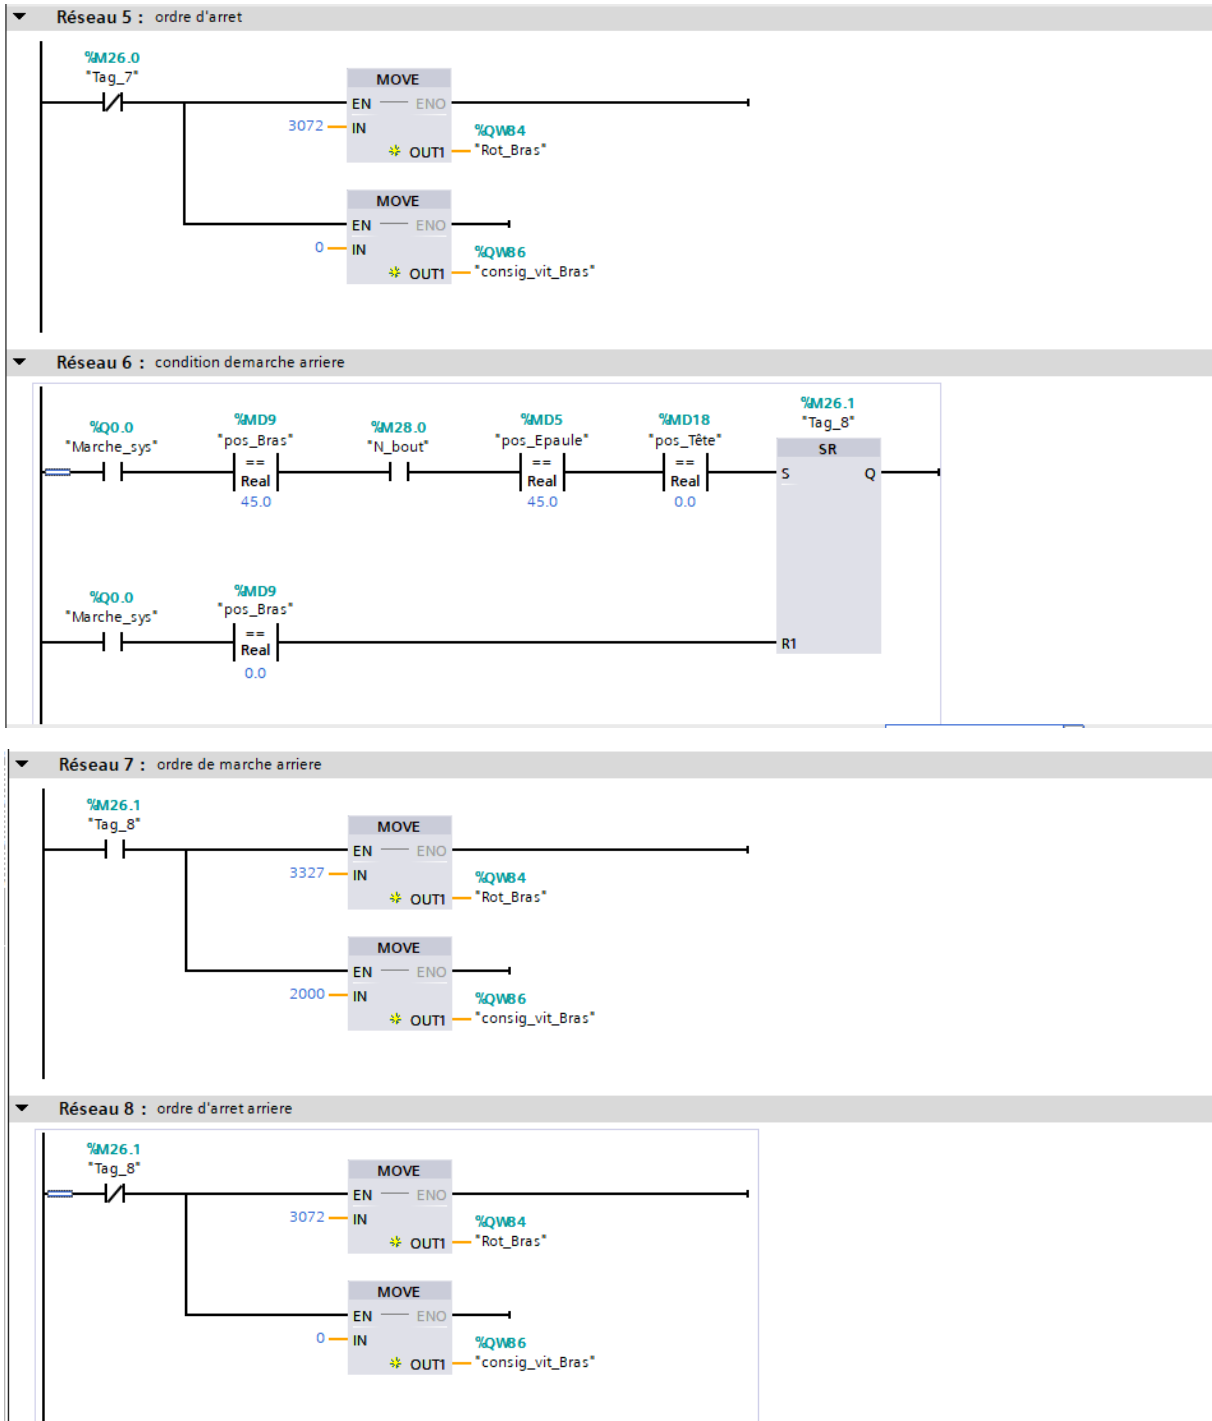 Réseau 5 : ordre d'arret
%M26.0
"Tag_7"
MOVE
EN ENO
3072 IN
%QW84
OUT1 "Rot_Bras"
MOVE
EN ENO
0 IN
%QW86
OUT1 "consig_vit_Bras"
Réseau 6 : condition demarche arriere
%Q0.0
"Marche_sys"
%MD9
"pos_Bras"
==
Real
45.0
%M28.0
"N_bout"
%MD5
"pos_Epaule"
==
Real
45.0
%MD18
"pos_Tête"
==
Real
0.0
%M26.1
"Tag_8"
SR
S Q
%Q0.0
"Marche_sys"
%MD9
"pos_Bras"
==
Real
0.0
R1
Réseau 7 : ordre de marche arriere
%M26.1
"Tag_8"
MOVE
EN ENO
3327 IN
%QW84
OUT1 "Rot_Bras"
MOVE
EN ENO
2000 IN
%QW86
OUT1 "consig_vit_Bras"
Réseau 8 : ordre d'arret arriere
%M26.1
"Tag_8"
MOVE
EN ENO
3072 IN
%QW84
OUT1 "Rot_Bras"
MOVE
EN ENO
0 IN
%QW86
OUT1 "consig_vit_Bras"